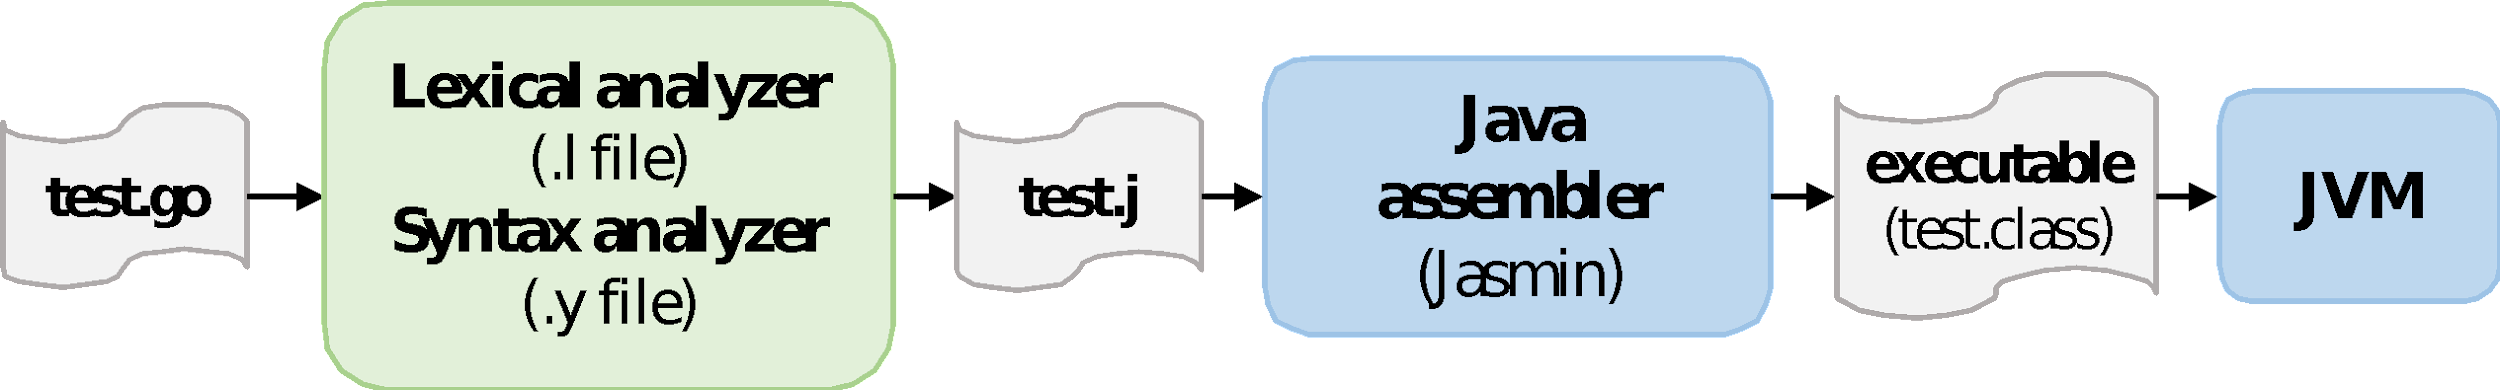 test.go
Lexical analyzer
(.l file)
Syntax analyzer
(.y file)
test.j
Java
assembler
(Jasmin)
executable
(test.class)
JVM